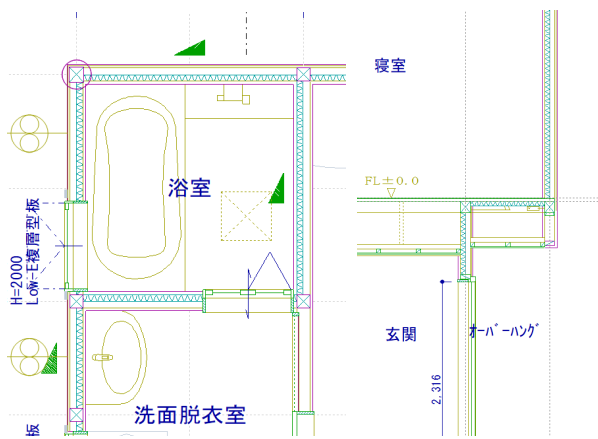 寝室
FL±0.0
浴室
H=2000
Low-E複層型板
玄関
オーバーハング
2,316
洗面脱衣室
板